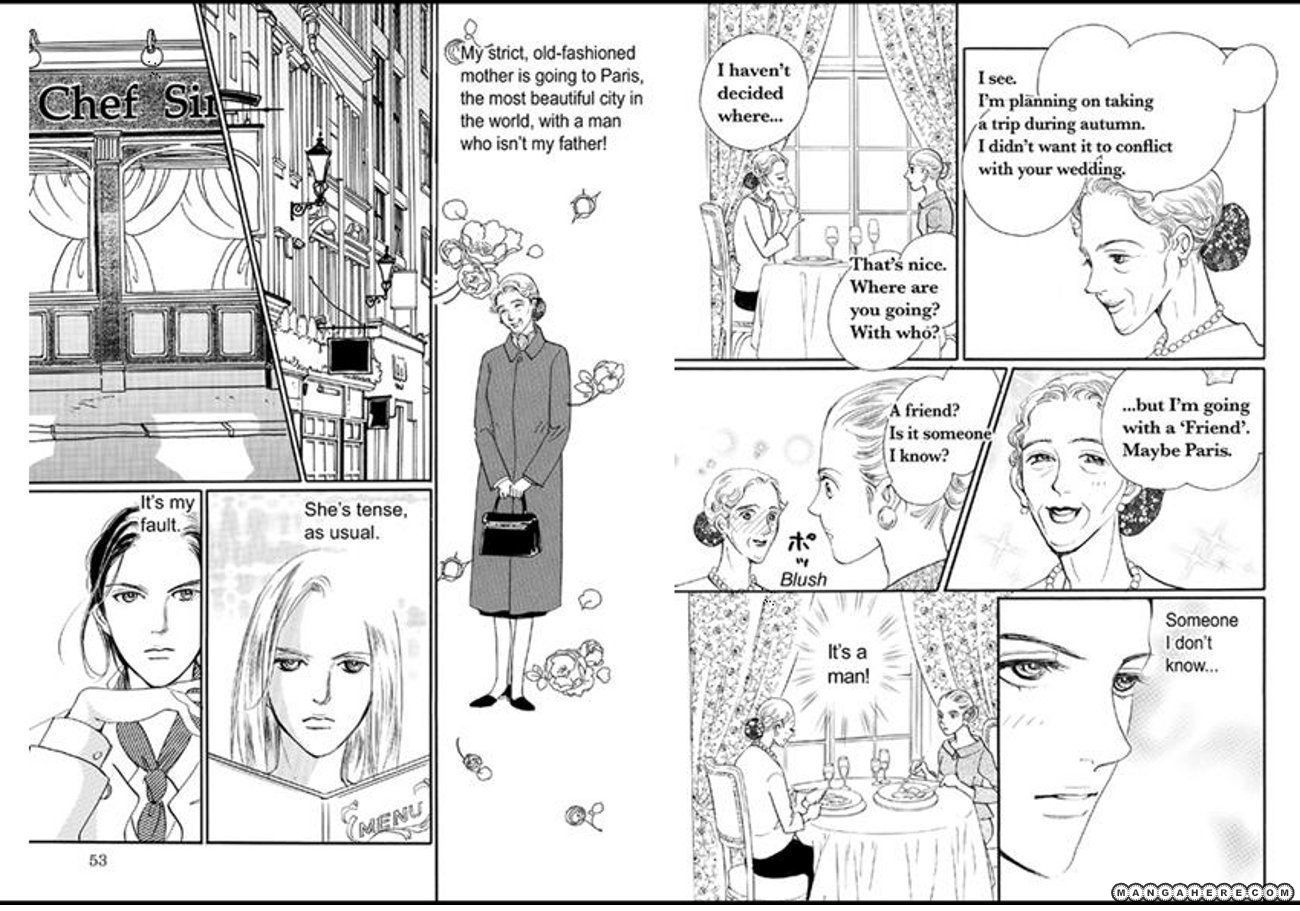 I see.
I'm planning on taking
a trip during autumn.
I didn't want it to conflict
with your wedding.
That's nice.
Where are
you going?
With who?
I haven't
decided
where...
...but I'm going
with a 'Friend'.
Maybe Paris.
A friend?
Is it someone
I know?
ポッ
Blush
Someone
I don't
know...
It's a
man!
My strict, old-fashioned
mother is going to Paris,
the most beautiful city in
the world, with a man
who isn't my father!
Chef Sin
She's tense,
as usual.
MENU
It's my
fault.
53
MANGAHERE.COM